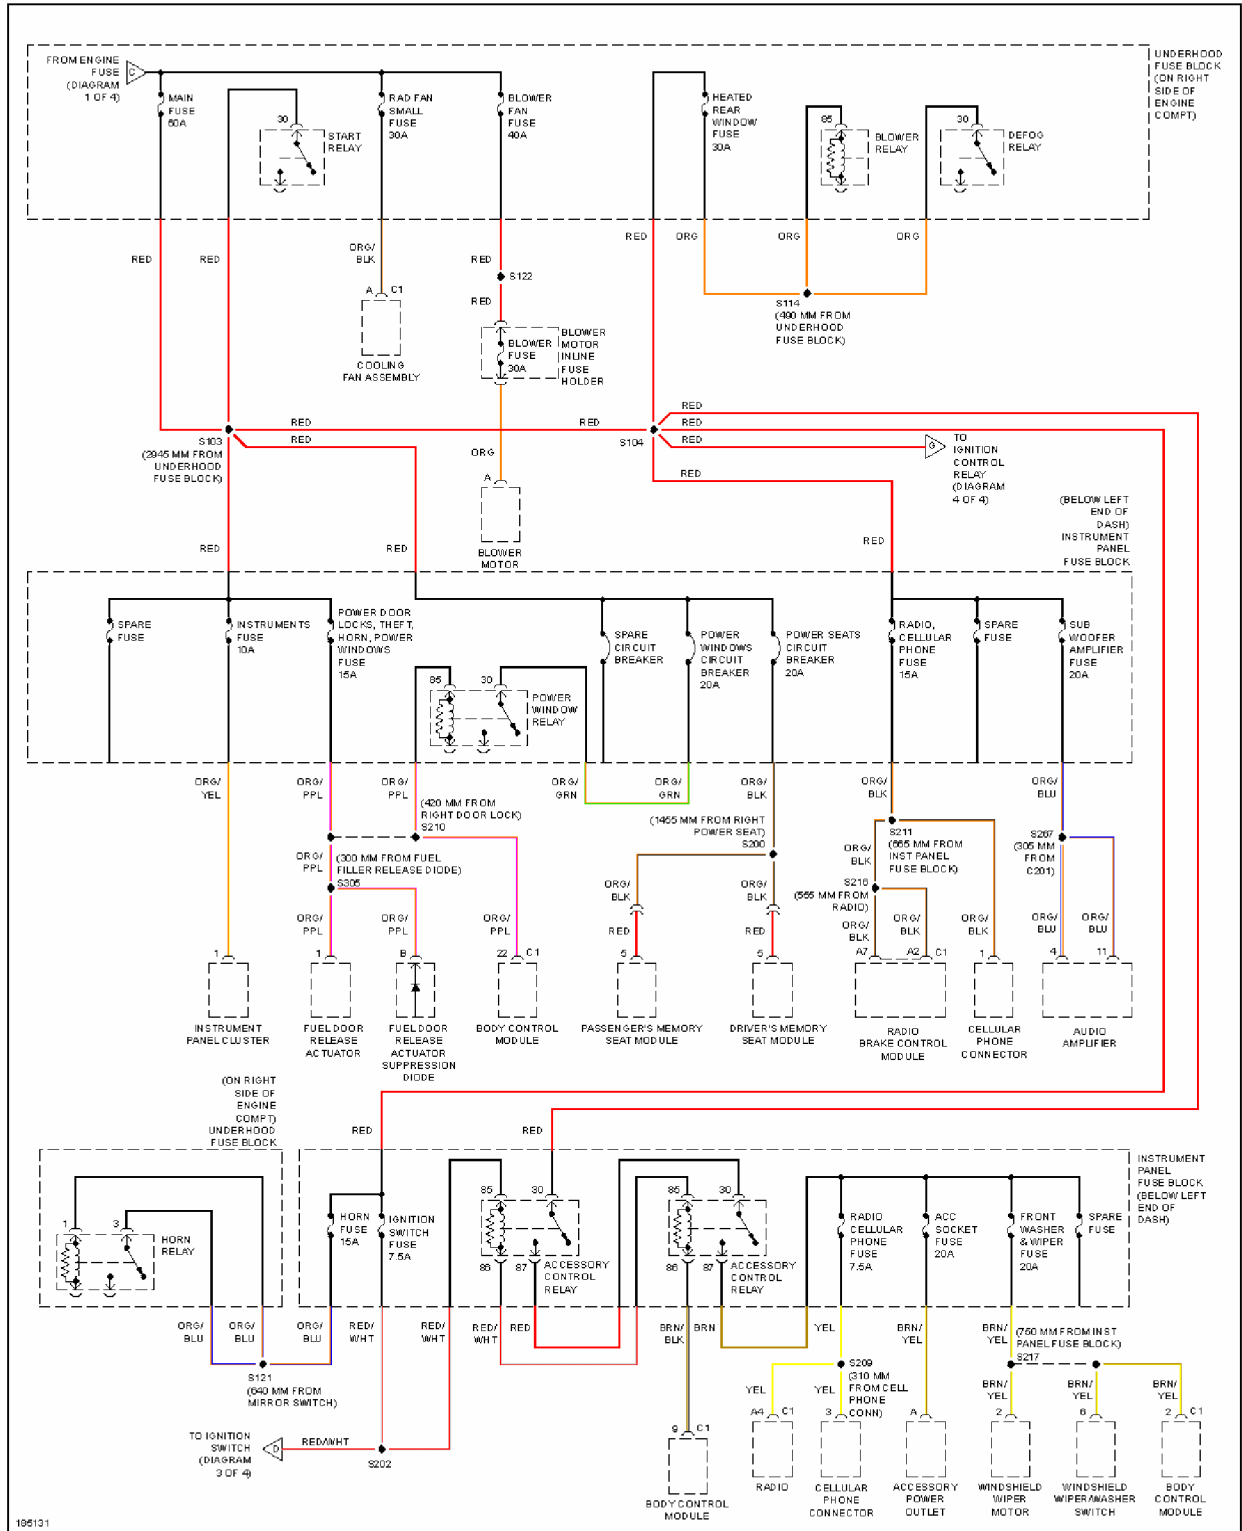 FROM ENGINE
FUSE
(DIAGRAM
1 OF 4)
C
MAIN
FUSE
60A
30
START
RELAY
RAD FAN
SMALL
FUSE
30A
BLOWER
FAN
FUSE
40A
HEATED
REAR
WINDOW
FUSE
30A
85
BLOWER
RELAY
30
DEFOG
RELAY
UNDERHOOD
FUSE BLOCK
(ON RIGHT
SIDE OF
ENGINE
COMPT)
RED
RED
ORG/
BLK
RED
RED
ORG
ORG
ORG
A
C1
COOLING
FAN ASSEMBLY
S122
RED
BLOWER
FUSE
30A
BLOWER
MOTOR
INLINE
FUSE
HOLDER
S114
(490 MM FROM
UNDERHOOD
FUSE BLOCK)
RED
RED
RED
RED
RED
RED
S103
(2945 MM FROM
UNDERHOOD
FUSE BLOCK)
S104
G
TO
IGNITION
CONTROL
RELAY
(DIAGRAM
4 OF 4)
ORG
A
BLOWER
MOTOR
RED
RED
RED
RED
(BELOW LEFT
END OF
DASH)
INSTRUMENT
PANEL
FUSE BLOCK
SPARE
FUSE
INSTRUMENTS
FUSE
10A
POWER DOOR
LOCKS, THEFT,
HORN, POWER
WINDOWS
FUSE
15A
85
30
POWER
WINDOW
RELAY
SPARE
CIRCUIT
BREAKER
POWER
WINDOWS
CIRCUIT
BREAKER
20A
POWER SEATS
CIRCUIT
BREAKER
20A
RADIO,
CELLULAR
PHONE
FUSE
15A
SPARE
FUSE
SUB
WOOFER
AMPLIFIER
FUSE
20A
ORG/
YEL
ORG/
PPL
ORG/
PPL
ORG/
GRN
ORG/
GRN
ORG/
BLK
ORG/
BLK
ORG/
BLU
(420 MM FROM
RIGHT DOOR LOCK)
S210
(1455 MM FROM RIGHT
POWER SEAT)
S200
S211
(665 MM FROM
INST PANEL
FUSE BLOCK)
S267
(305 MM
FROM
C201)
ORG/
PPL
(300 MM FROM FUEL
FILLER RELEASE DIODE)
S305
ORG/
BLK
S216
(555 MM FROM
RADIO)
ORG/
PPL
ORG/
PPL
ORG/
PPL
ORG/
BLK
RED
ORG/
BLK
RED
ORG/
BLK
ORG/
BLK
ORG/
BLK
ORG/
BLU
ORG/
BLU
1
1
B
22
C1
5
5
A7
A2
C1
1
4
11
INSTRUMENT
PANEL CLUSTER
FUEL DOOR
RELEASE
ACTUATOR
FUEL DOOR
RELEASE
ACTUATOR
SUPPRESSION
DIODE
BODY CONTROL
MODULE
PASSENGER'S MEMORY
SEAT MODULE
DRIVER'S MEMORY
SEAT MODULE
RADIO
BRAKE CONTROL
MODULE
CELLULAR
PHONE
CONNECTOR
AUDIO
AMPLIFIER
(ON RIGHT
SIDE OF
ENGINE
COMPT)
UNDERHOOD
FUSE BLOCK
RED
RED
1
3
HORN
RELAY
HORN
FUSE
15A
IGNITION
SWITCH
FUSE
7.5A
85
30
86
87
ACCESSORY
CONTROL
RELAY
85
30
86
87
ACCESSORY
CONTROL
RELAY
RADIO
CELLULAR
PHONE
FUSE
7.5A
ACC
SOCKET
FUSE
20A
FRONT
WASHER
& WIPER
FUSE
20A
SPARE
FUSE
INSTRUMENT
PANEL
FUSE BLOCK
(BELOW LEFT
END OF
DASH)
ORG/
BLU
ORG/
BLU
ORG/
BLU
RED/
WHT
RED/
WHT
RED/
WHT
RED
BRN/
BLK
BRN
YEL
BRN/
YEL
BRN/
YEL
(750 MM FROM INST
PANEL FUSE BLOCK)
S217
S121
(640 MM FROM
MIRROR SWITCH)
S209
(310 MM
FROM CELL
PHONE
CONN)
YEL
YEL
BRN/
YEL
BRN/
YEL
BRN/
YEL
TO IGNITION
SWITCH
(DIAGRAM
3 OF 4)
D
RED/WHT
S202
9
C1
A4
C1
3
A
2
6
2
C1
BODY CONTROL
MODULE
RADIO
CELLULAR
PHONE
CONNECTOR
ACCESSORY
POWER
OUTLET
WINDSHIELD
WIPER
MOTOR
WINDSHIELD
WIPER/WASHER
SWITCH
BODY
CONTROL
MODULE
185131